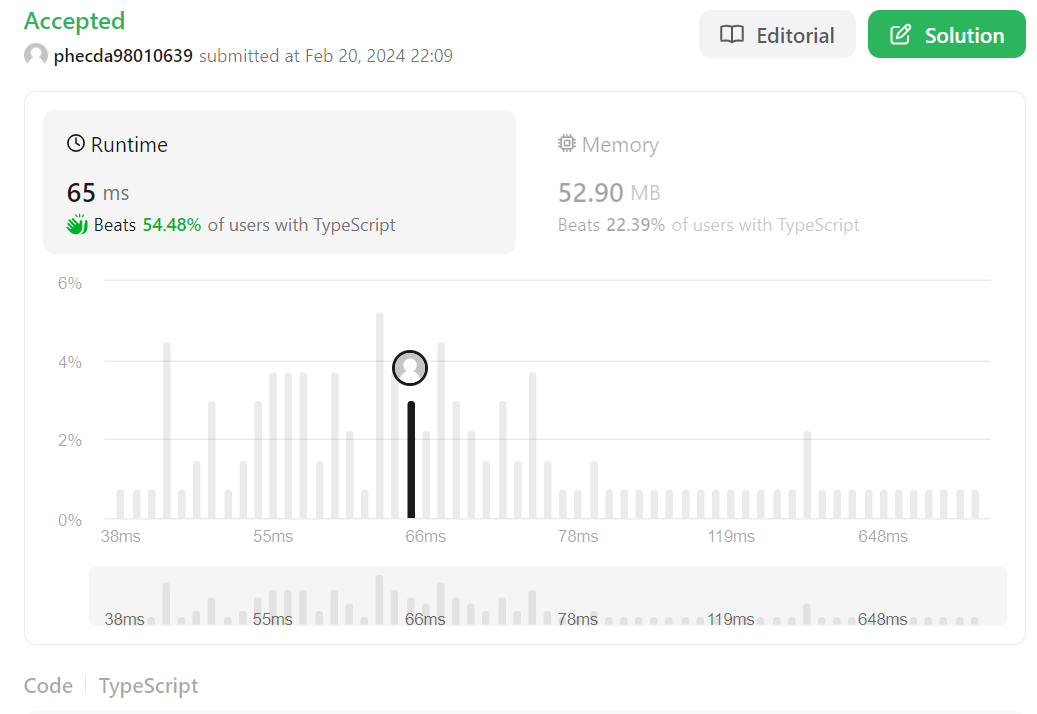 Accepted
Editorial
Solution
phecda98010639 submitted at Feb 20, 2024 22:09
Runtime
Memory
65 ms
52.90 MB
Beats 54.48% of users with TypeScript
Beats 22.39% of users with TypeScript
6%
4%
2%
0%
38ms 55ms 66ms 78ms 119ms 648ms
38ms 55ms 66ms 78ms 119ms 648ms
Code TypeScript